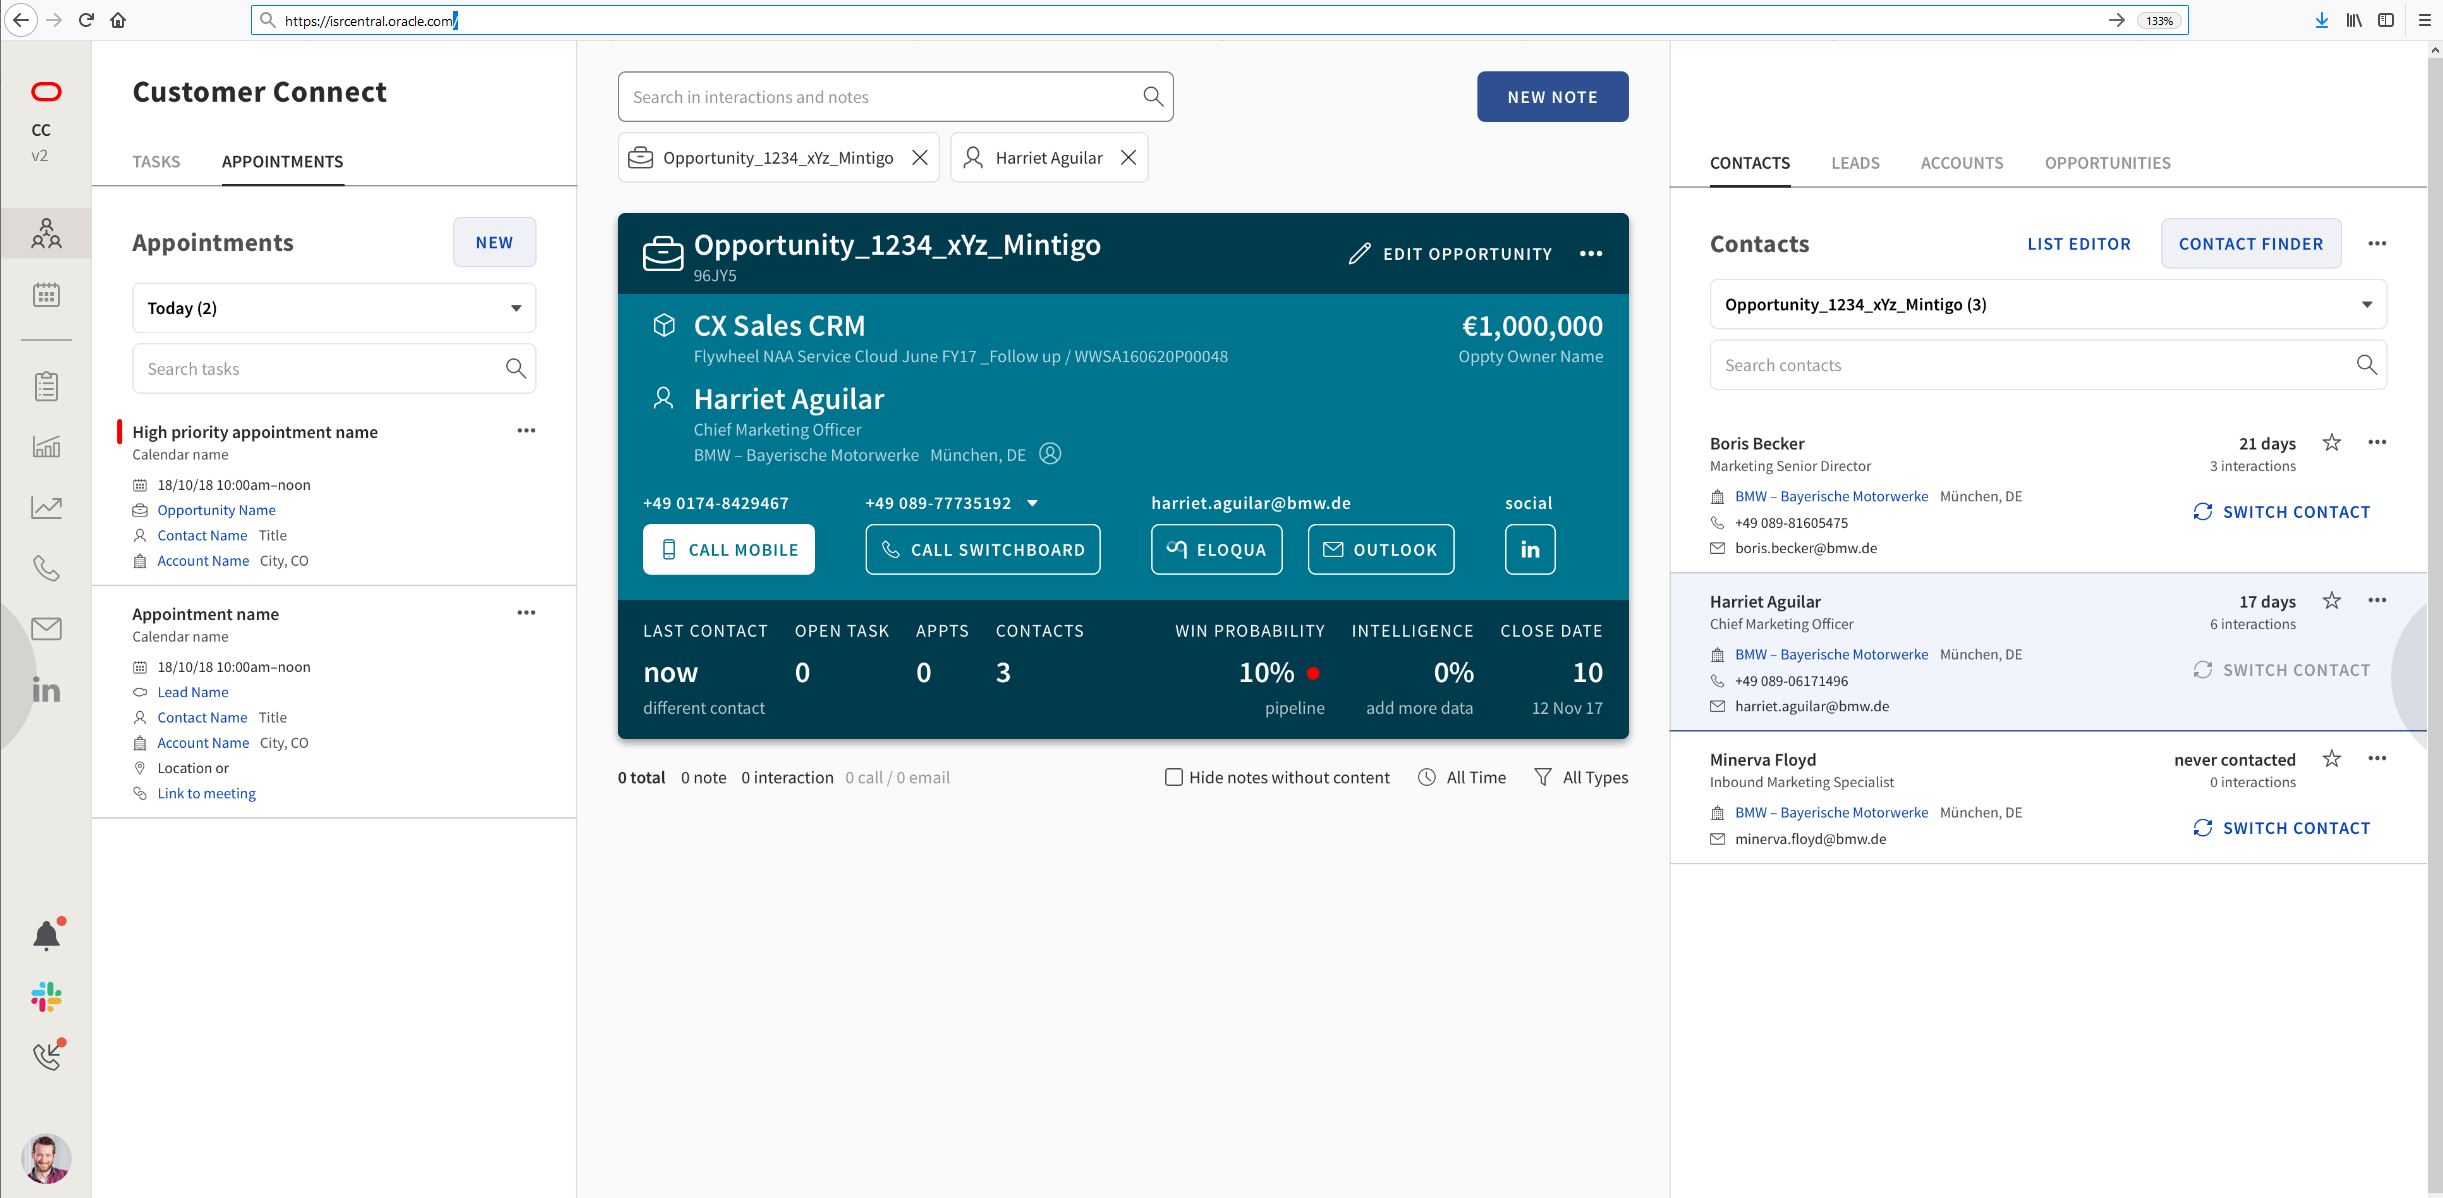 https://isrcentral.oracle.com/
133%
CC
v2
Customer Connect
TASKS
APPOINTMENTS
Appointments
NEW
Today (2)
Search tasks
High priority appointment name
Calendar name
18/10/18 10:00am–noon
Opportunity Name
Contact Name Title
Account Name City, CO
Appointment name
Calendar name
18/10/18 10:00am–noon
Lead Name
Contact Name Title
Account Name City, CO
Location or
Link to meeting
Search in interactions and notes
NEW NOTE
Opportunity_1234_xYz_Mintigo
Harriet Aguilar
Opportunity_1234_xYz_Mintigo
96JY5
EDIT OPPORTUNITY
CX Sales CRM
€1,000,000
Flywheel NAA Service Cloud June FY17 _Follow up / WWSA160620P00048
Oppty Owner Name
Harriet Aguilar
Chief Marketing Officer
BMW – Bayerische Motorwerke München, DE
+49 0174-8429467
+49 089-77735192
harriet.aguilar@bmw.de
social
CALL MOBILE
CALL SWITCHBOARD
ELOQUA
OUTLOOK
in
LAST CONTACT
OPEN TASK
APPTS
CONTACTS
WIN PROBABILITY
INTELLIGENCE
CLOSE DATE
now
0
0
3
10%
0%
10
different contact
pipeline
add more data
12 Nov 17
0 total 0 note 0 interaction 0 call / 0 email
Hide notes without content
All Time
All Types
CONTACTS
LEADS
ACCOUNTS
OPPORTUNITIES
Contacts
LIST EDITOR
CONTACT FINDER
Opportunity_1234_xYz_Mintigo (3)
Search contacts
Boris Becker
21 days
Marketing Senior Director
3 interactions
BMW – Bayerische Motorwerke München, DE
SWITCH CONTACT
+49 089-81605475
boris.becker@bmw.de
Harriet Aguilar
17 days
Chief Marketing Officer
6 interactions
BMW – Bayerische Motorwerke München, DE
SWITCH CONTACT
+49 089-06171496
harriet.aguilar@bmw.de
Minerva Floyd
never contacted
Inbound Marketing Specialist
0 interactions
BMW – Bayerische Motorwerke München, DE
SWITCH CONTACT
minerva.floyd@bmw.de
in